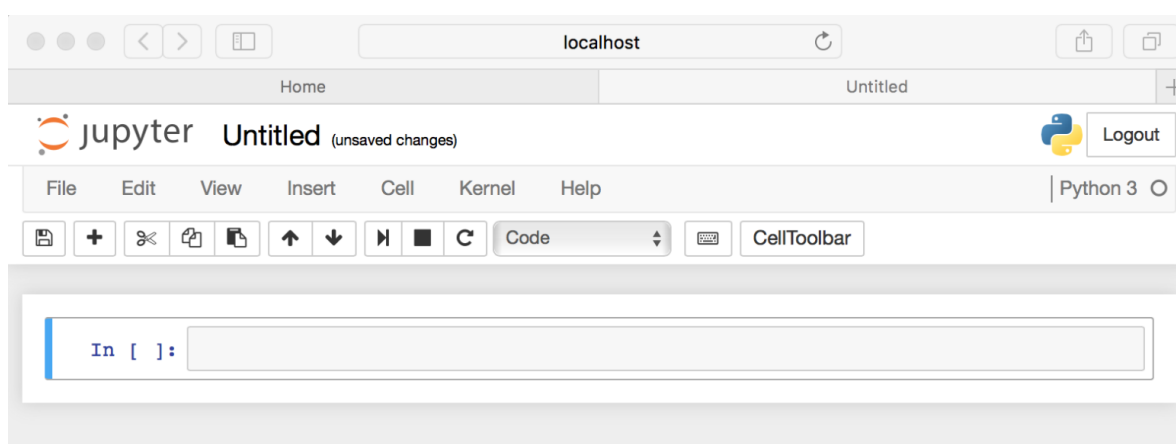 localhost
Home Untitled
jupyter Untitled (unsaved changes) Logout
File Edit View Insert Cell Kernel Help Python 3
Code CellToolbar
In [ ]: